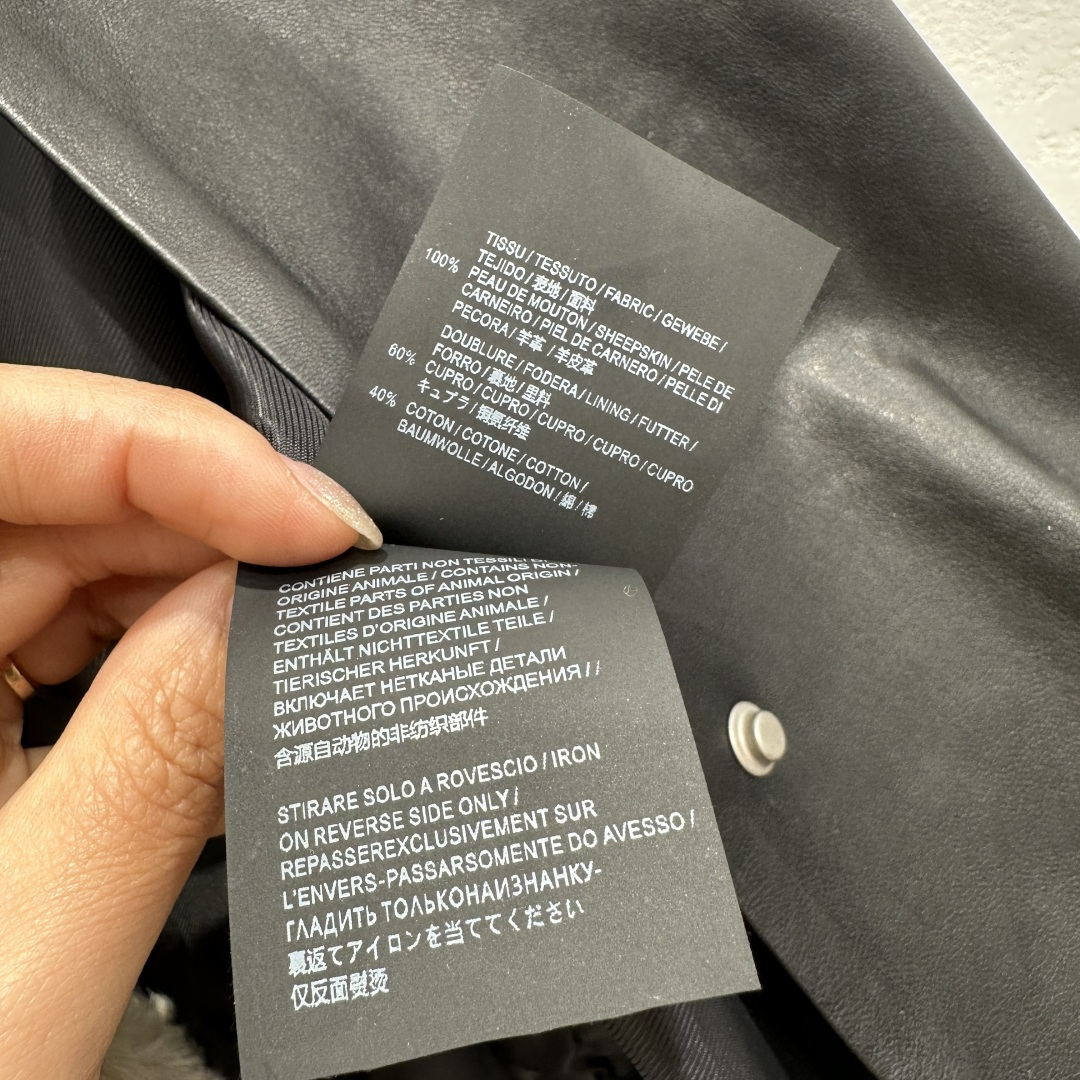 TISSU / TESSUTO / FABRIC / GEWEBE /
TEJIDO / 表地 / 面料
100% PEAU DE MOUTON / SHEEPSKIN / PELE DE
CARNEIRO / PIEL DE CARNERO / PELLE DI
PECORA / 羊革 / 羊皮革
DOUBLURE / FODERA / LINING / FUTTER /
FORRO / 裏地 / 里料
60% CUPRO / CUPRO / CUPRO / CUPRO / CUPRO
キュプラ / 铜氨纤维
40% COTON / COTONE / COTTON /
BAUMWOLLE / ALGODON / 綿 / 棉
CONTIENE PARTI NON TESSILI
ORIGINE ANIMALE / CONTAINS NON-
TEXTILE PARTS OF ANIMAL ORIGIN /
CONTIENT DES PARTIES NON
TEXTILES D'ORIGINE ANIMALE /
ENTHÄLT NICHTTEXTILE TEILE /
TIERISCHER HERKUNFT /
ВКЛЮЧАЕТ НЕТКАНЫЕ ДЕТАЛИ
ЖИВОТНОГО ПРОИСХОЖДЕНИЯ / /
含源自动物的非纺织部件
STIRARE SOLO A ROVESCIO / IRON
ON REVERSE SIDE ONLY /
REPASSEREXCLUSIVEMENT SUR
L'ENVERS-PASSARSOMENTE DO AVESSO /
ГЛАДИТЬ ТОЛЬКОНАИЗНАНКУ-
裏返てアイロンを当ててください
仅反面熨烫